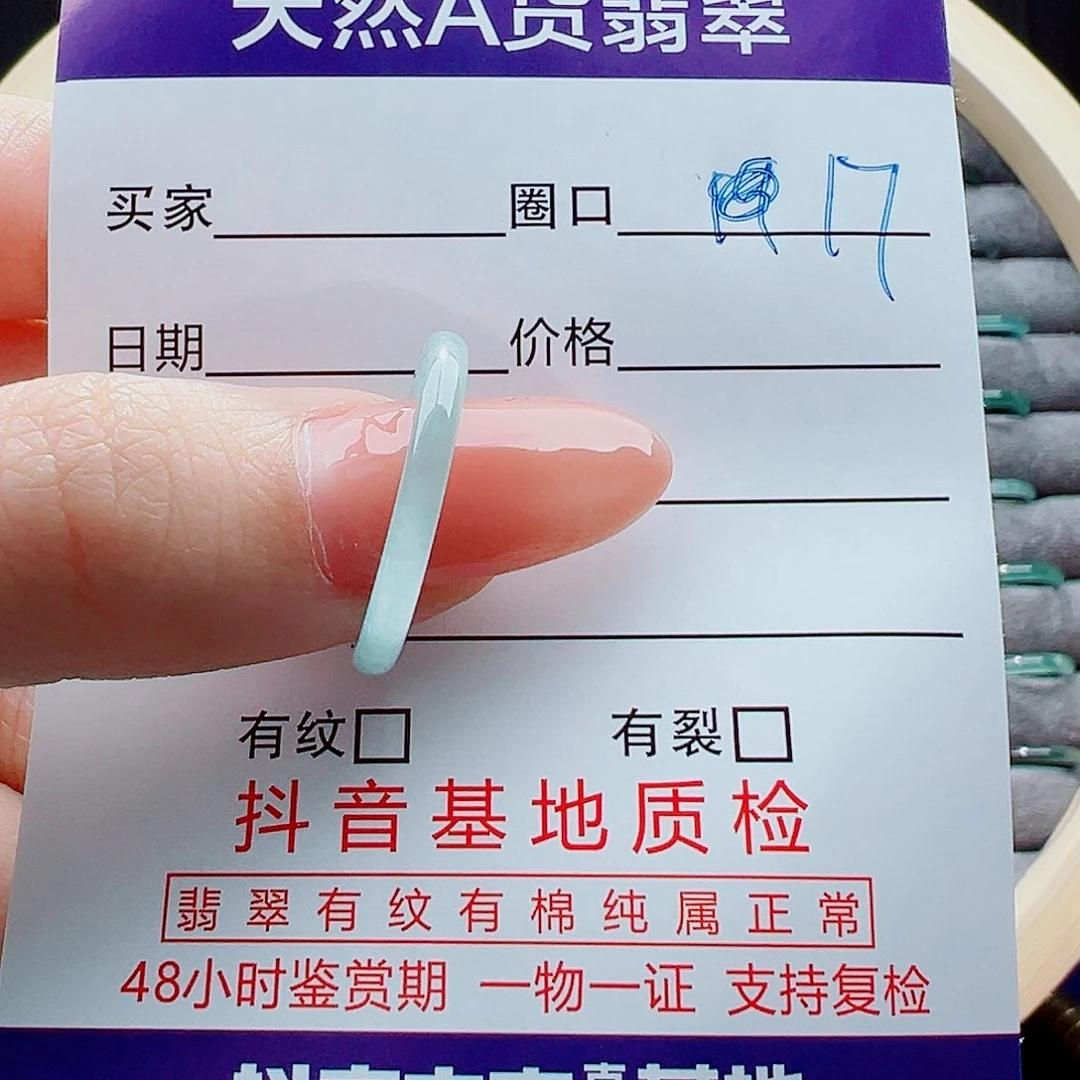 天然A货翡翠
买家 圈口 17
日期 价格
有纹 有裂
抖音基地质检
翡翠有纹有棉纯属正常
48小时鉴赏期 一物一证 支持复检